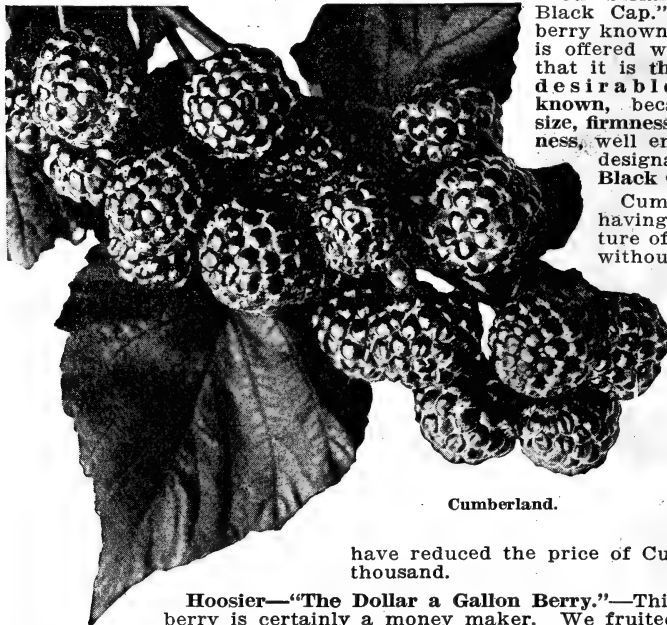 Black Cap."
berry known
is offered w
that it is th
desirable
known, beca
size, firmness
ness, well en
designa
Black
Cum
having
ture of
withou
Cumberland.
have reduced the price of Cu
thousand.
Hoosier—"The Dollar a Gallon Berry."—Thi
berry is certainly a money maker. We fruited